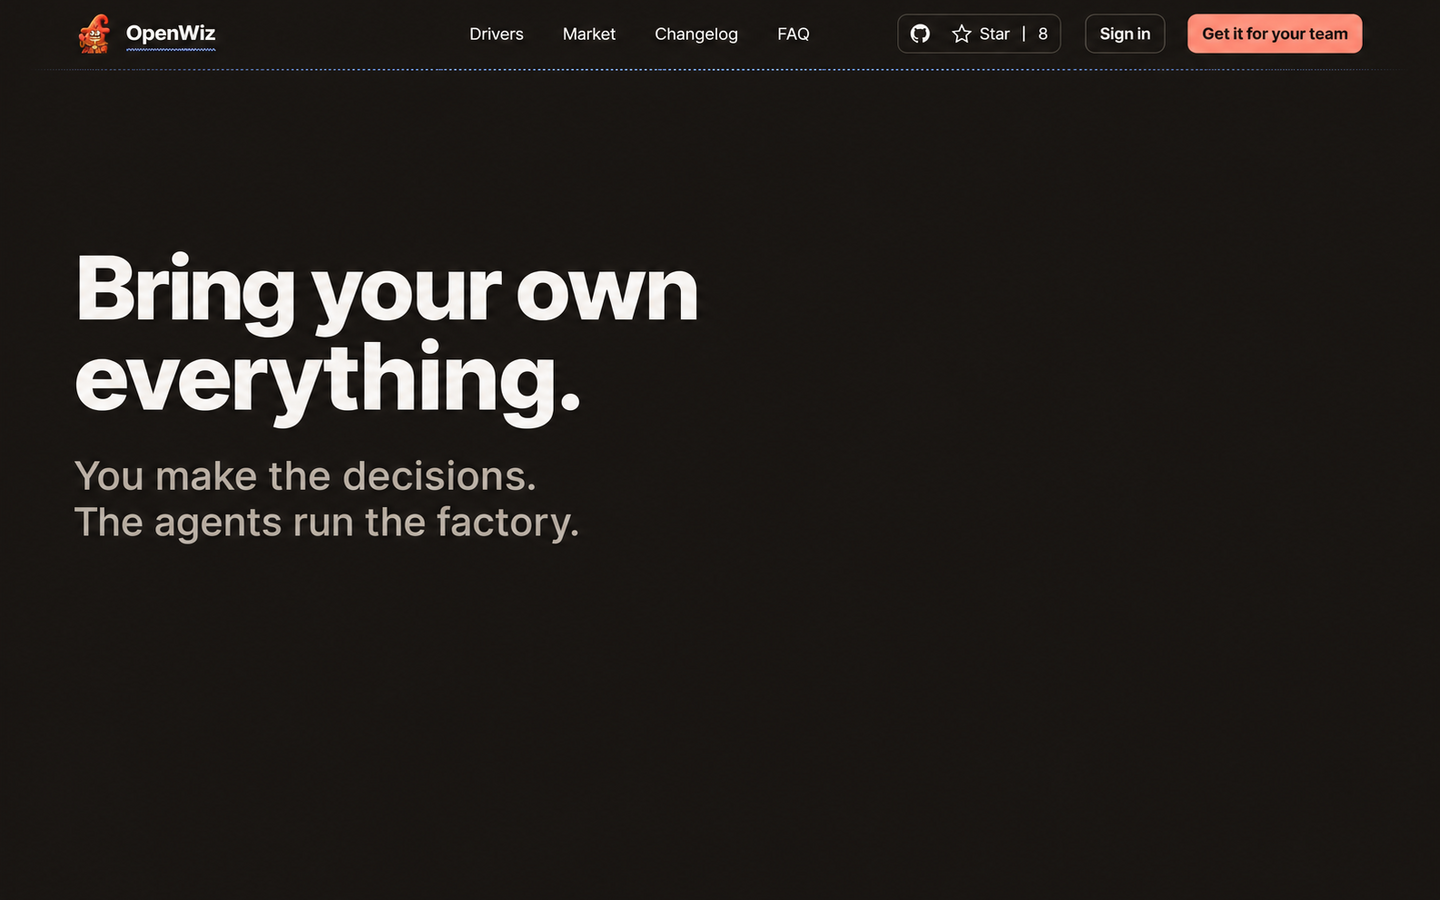 OpenWiz
Drivers Market Changelog FAQ
Star | 8
Sign in
Get it for your team
Bring your own
everything.
You make the decisions.
The agents run the factory.